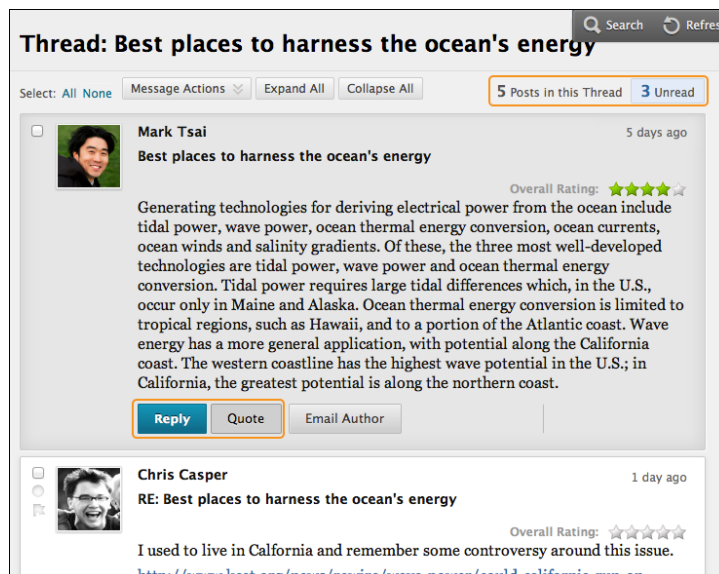 Search Refres
Thread: Best places to harness the ocean's energy
Select: All None Message Actions Expand All Collapse All 5 Posts in this Thread 3 Unread
Mark Tsai 5 days ago
Best places to harness the ocean's energy
Overall Rating:
Generating technologies for deriving electrical power from the ocean include
tidal power, wave power, ocean thermal energy conversion, ocean currents,
ocean winds and salinity gradients. Of these, the three most well-developed
technologies are tidal power, wave power and ocean thermal energy
conversion. Tidal power requires large tidal differences which, in the U.S.,
occur only in Maine and Alaska. Ocean thermal energy conversion is limited to
tropical regions, such as Hawaii, and to a portion of the Atlantic coast. Wave
energy has a more general application, with potential along the California
coast. The western coastline has the highest wave potential in the U.S.; in
California, the greatest potential is along the northern coast.
Reply Quote Email Author
Chris Casper 1 day ago
RE: Best places to harness the ocean's energy
Overall Rating:
I used to live in Calfornia and remember some controversy around this issue.